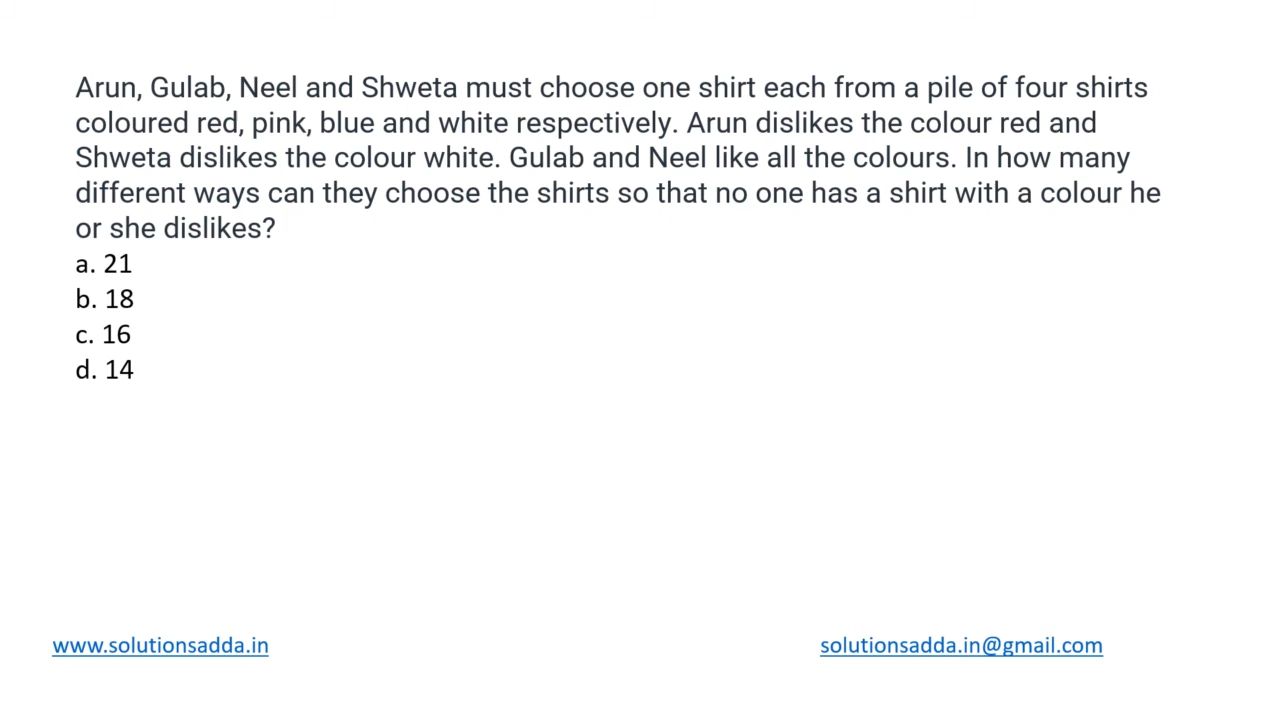 Arun, Gulab, Neel and Shweta must choose one shirt each from a pile of four shirts
coloured red, pink, blue and white respectively. Arun dislikes the colour red and
Shweta dislikes the colour white. Gulab and Neel like all the colours. In how many
different ways can they choose the shirts so that no one has a shirt with a colour he
or she dislikes?
a. 21
b. 18
c. 16
d. 14
www.solutionsadda.in
solutionsadda.in@gmail.com